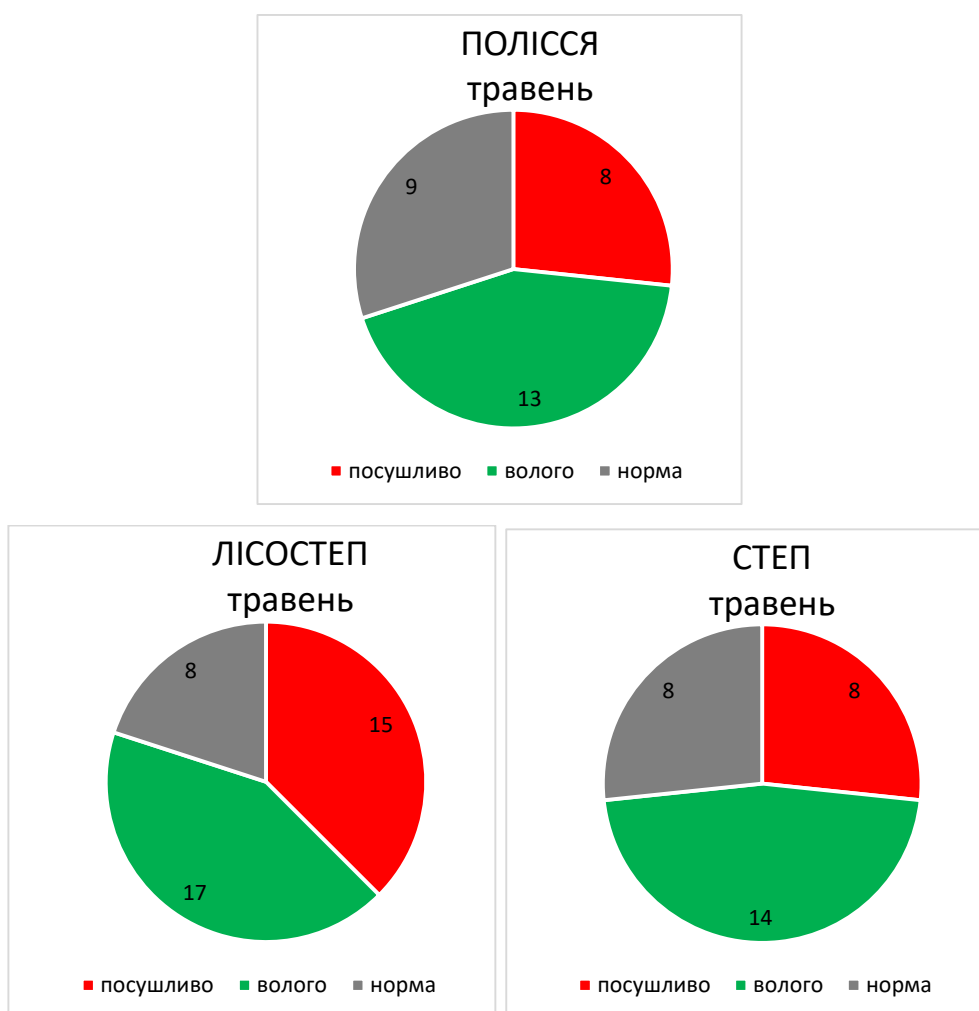 ПОЛІССЯ
травень
8
9
13
посушливо волого норма
ЛІСОСТЕП
травень
8
15
17
посушливо волого норма
СТЕП
травень
8
8
14
посушливо волого норма